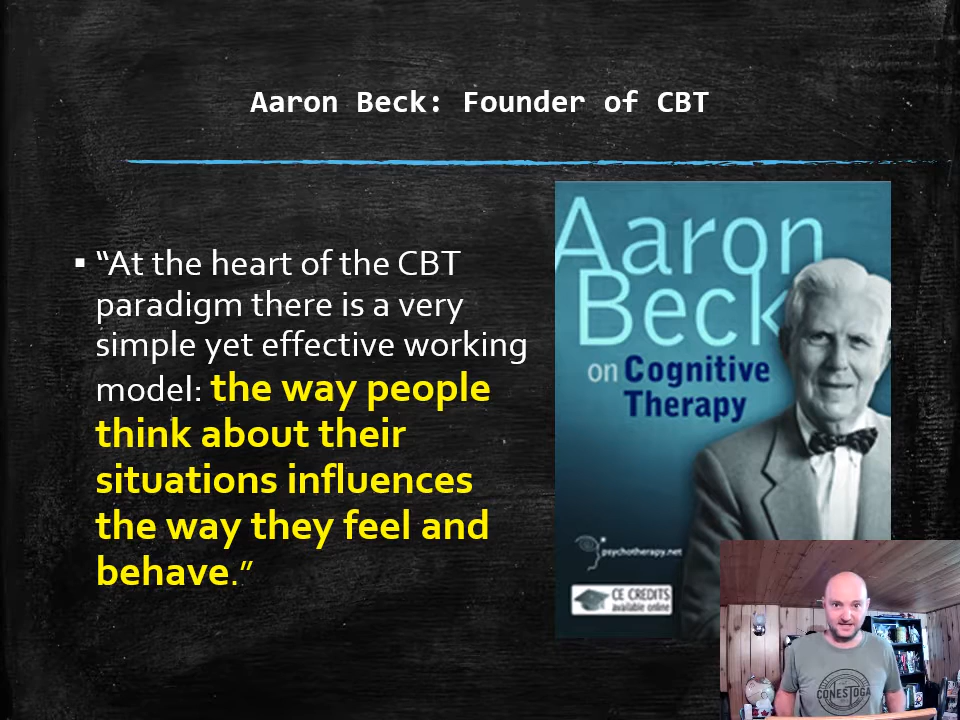 Aaron Beck: Founder of CBT
▪ “At the heart of the CBT
paradigm there is a very
simple yet effective working
model: the way people
think about their
situations influences
the way they feel and
behave.”
Aaron
Beck
on Cognitive
Therapy
psychotherapy.net
CE CREDITS
available online
CONESTOGA